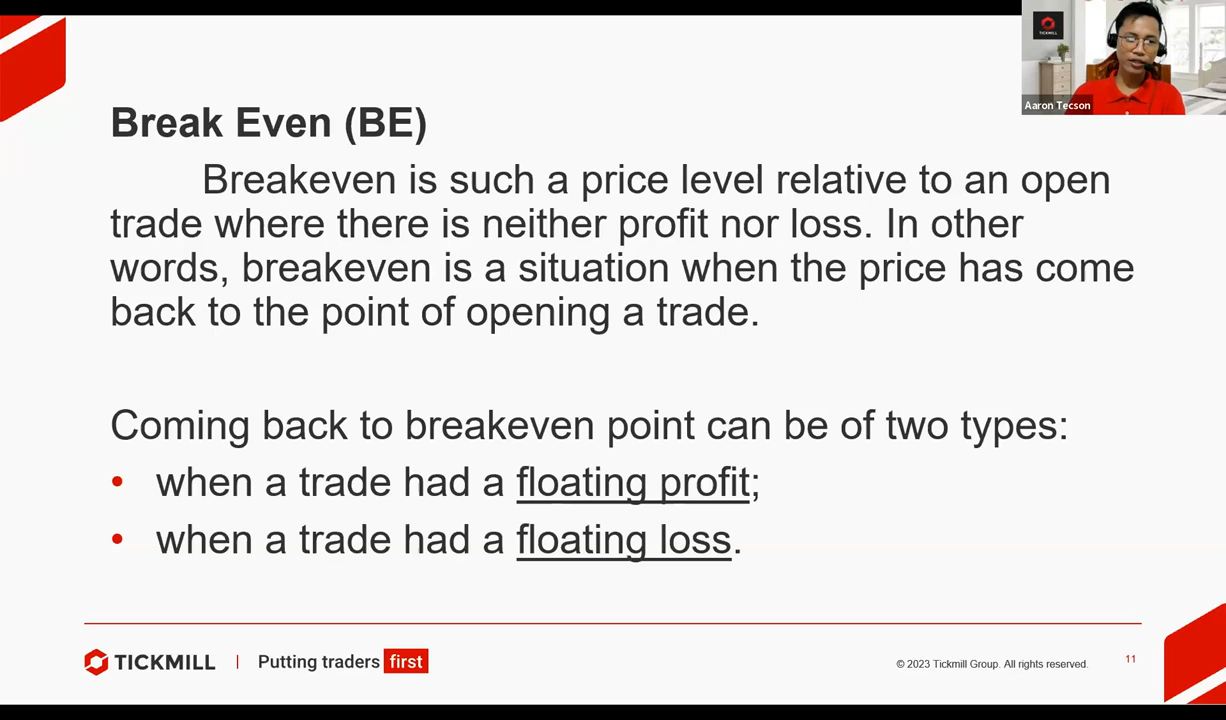 TICKMILL
Aaron Tecson
Break Even (BE)
Breakeven is such a price level relative to an open
trade where there is neither profit nor loss. In other
words, breakeven is a situation when the price has come
back to the point of opening a trade.
Coming back to breakeven point can be of two types:
• when a trade had a floating profit;
• when a trade had a floating loss.
TICKMILL | Putting traders first
© 2023 Tickmill Group. All rights reserved.
11